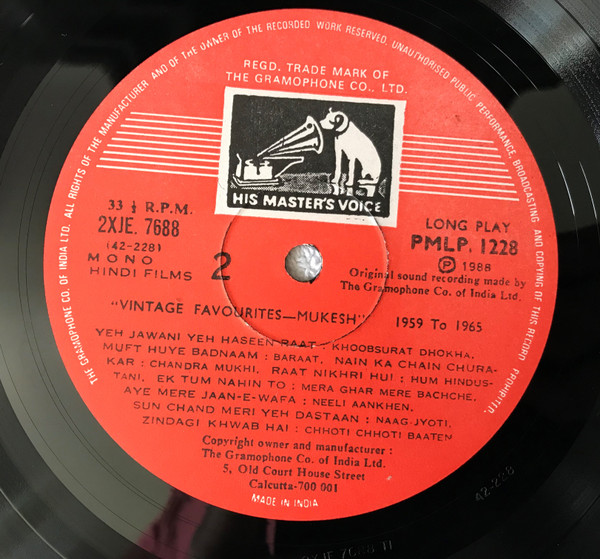 THE GRAMOPHONE CO. OF INDIA LTD. ALL RIGHTS OF THE MANUFACTURER AND OF THE OWNER OF THE RECORDED WORK RESERVED, UNAUTHORISED PUBLIC PERFORMANCE, BROADCASTING AND COPYING OF THIS RECORD PROHIBITED.
REGD. TRADE MARK OF
THE GRAMOPHONE CO., LTD.
HIS MASTER'S VOICE
33 ⅓ R.P.M.
2XJE. 7688
(42-228)
MONO
HINDI FILMS
2
LONG PLAY
PMLP. 1228
Ⓟ 1988
Original sound recording made by
The Gramophone Co. of India Ltd.
"VINTAGE FAVOURITES—MUKESH" 1959 To 1965
YEH JAWANI YEH HASEEN RAAT : KHOOBSURAT DHOKHA,
MUFT HUYE BADNAAM : BARAAT, NAIN KA CHAIN CHURA-
KAR : CHANDRA MUKHI, RAAT NIKHRI HUI : HUM HINDUS-
TANI, EK TUM NAHIN TO : MERA GHAR MERE BACHCHE,
AYE MERE JAAN-E-WAFA : NEELI AANKHEN,
SUN CHAND MERI YEH DASTAAN : NAAG-JYOTI,
ZINDAGI KHWAB HAI : CHHOTI CHHOTI BAATEN
Copyright owner and manufacturer :
The Gramophone Co. of India Ltd.
5, Old Court House Street
Calcutta-700 001
MADE IN INDIA
42-228
2XJE 7688